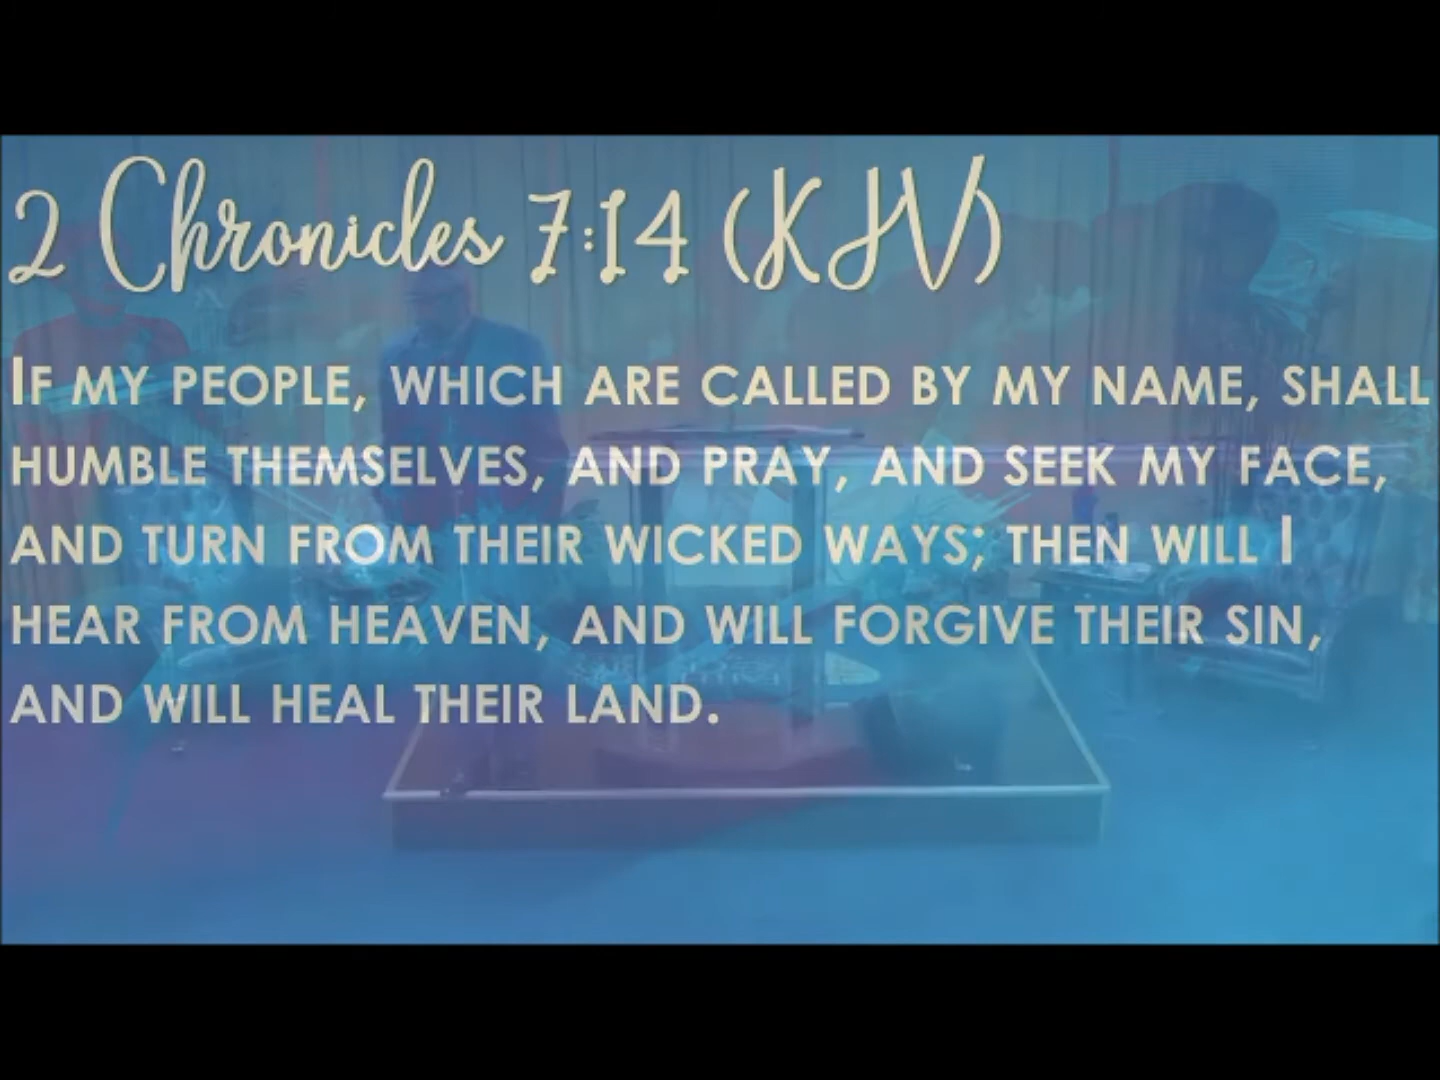 2 Chronicles 7:14 (KJV)
If my people, which are called by my name, shall
humble themselves, and pray, and seek my face,
and turn from their wicked ways; then will I
hear from heaven, and will forgive their sin,
and will heal their land.